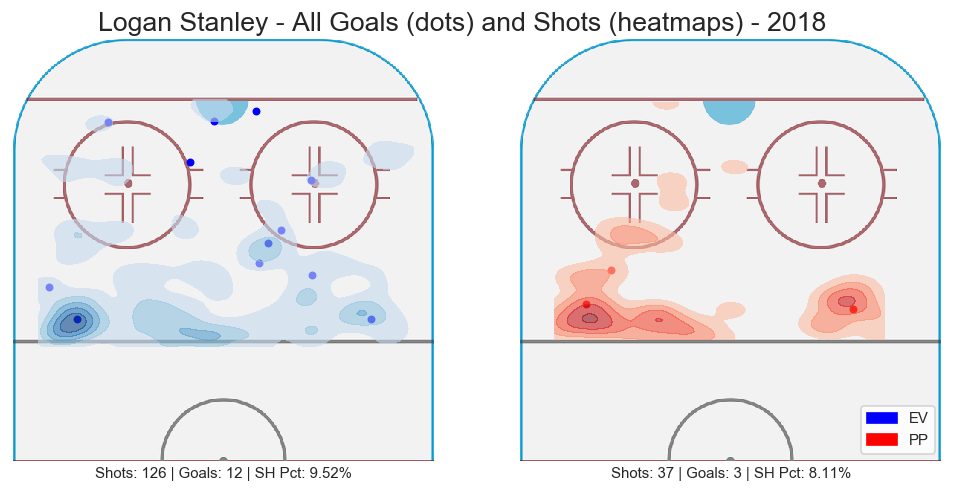 Logan Stanley - All Goals (dots) and Shots (heatmaps) - 2018
EV
PP
Shots: 126 | Goals: 12 | SH Pct: 9.52%
Shots: 37 | Goals: 3 | SH Pct: 8.11%